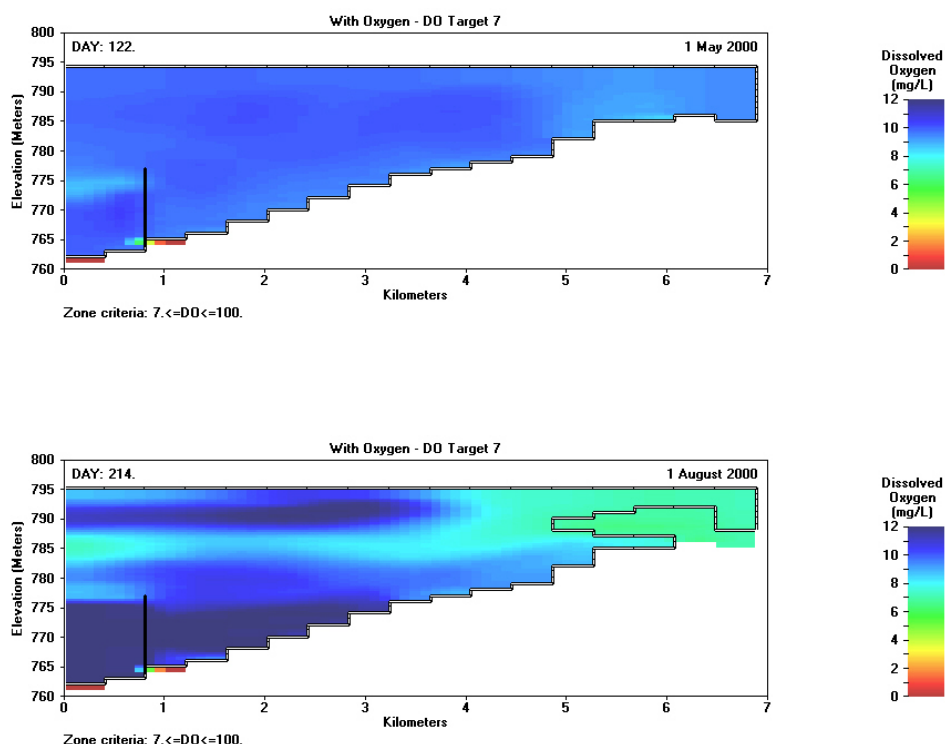 With Oxygen - DO Target 7
DAY: 122.
1 May 2000
800
795
790
785
780
775
770
765
760
Elevation (Meters)
0 1 2 3 4 5 6 7
Kilometers
Zone criteria: 7.<=DO<=100.
Dissolved
Oxygen
(mg/L)
12
10
8
6
4
2
0
With Oxygen - DO Target 7
DAY: 214.
1 August 2000
800
795
790
785
780
775
770
765
760
Elevation (Meters)
0 1 2 3 4 5 6 7
Kilometers
Zone criteria: 7.<=DO<=100.
Dissolved
Oxygen
(mg/L)
12
10
8
6
4
2
0